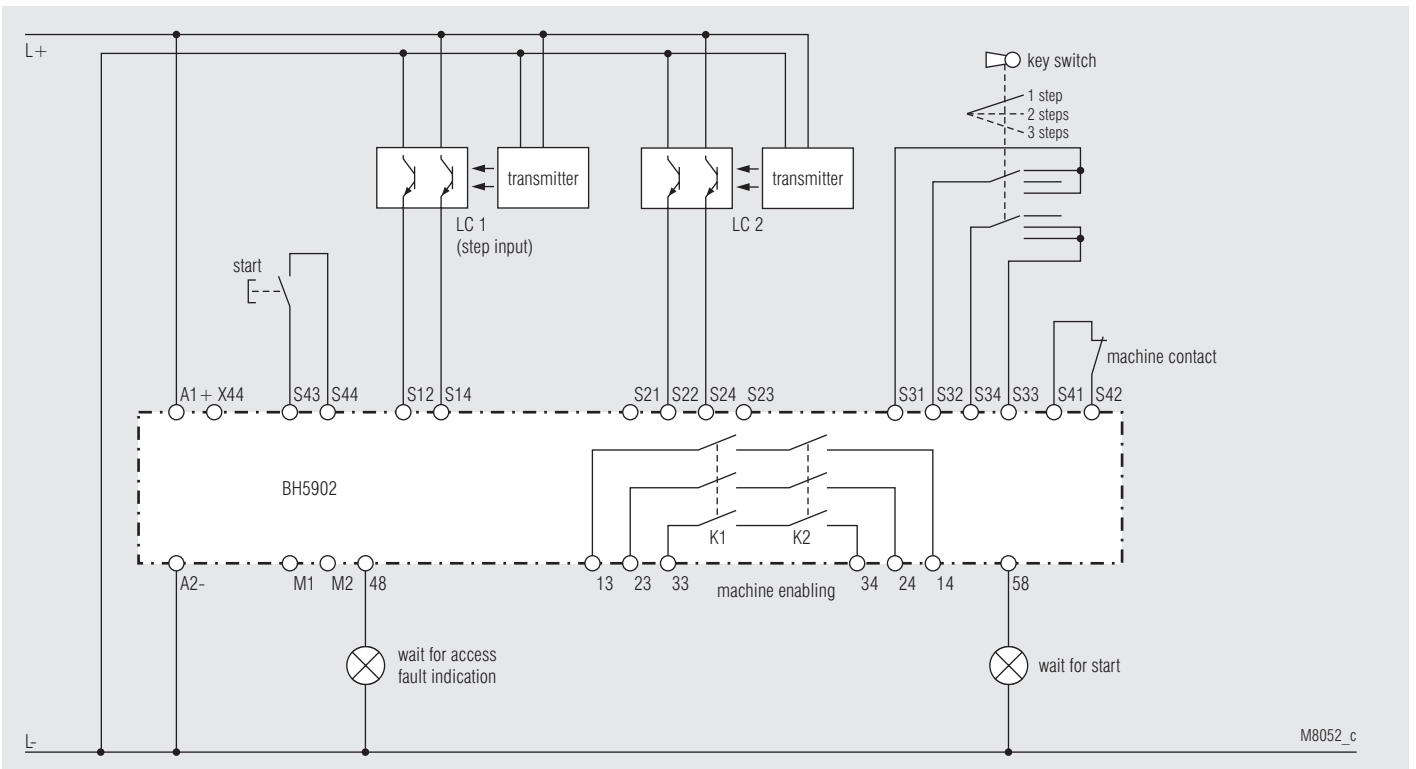 L+
key switch
1 step
2 steps
3 steps
transmitter
transmitter
LC 1
(step input)
LC 2
start
machine contact
A1+ X44 S43 S44 S12 S14 S21 S22 S24 S23 S31 S32 S34 S33 S41 S42
BH5902
K1 K2
A2- M1 M2 48 13 23 33 machine enabling 34 24 14 58
wait for access
fault indication
wait for start
L-
M8052_c